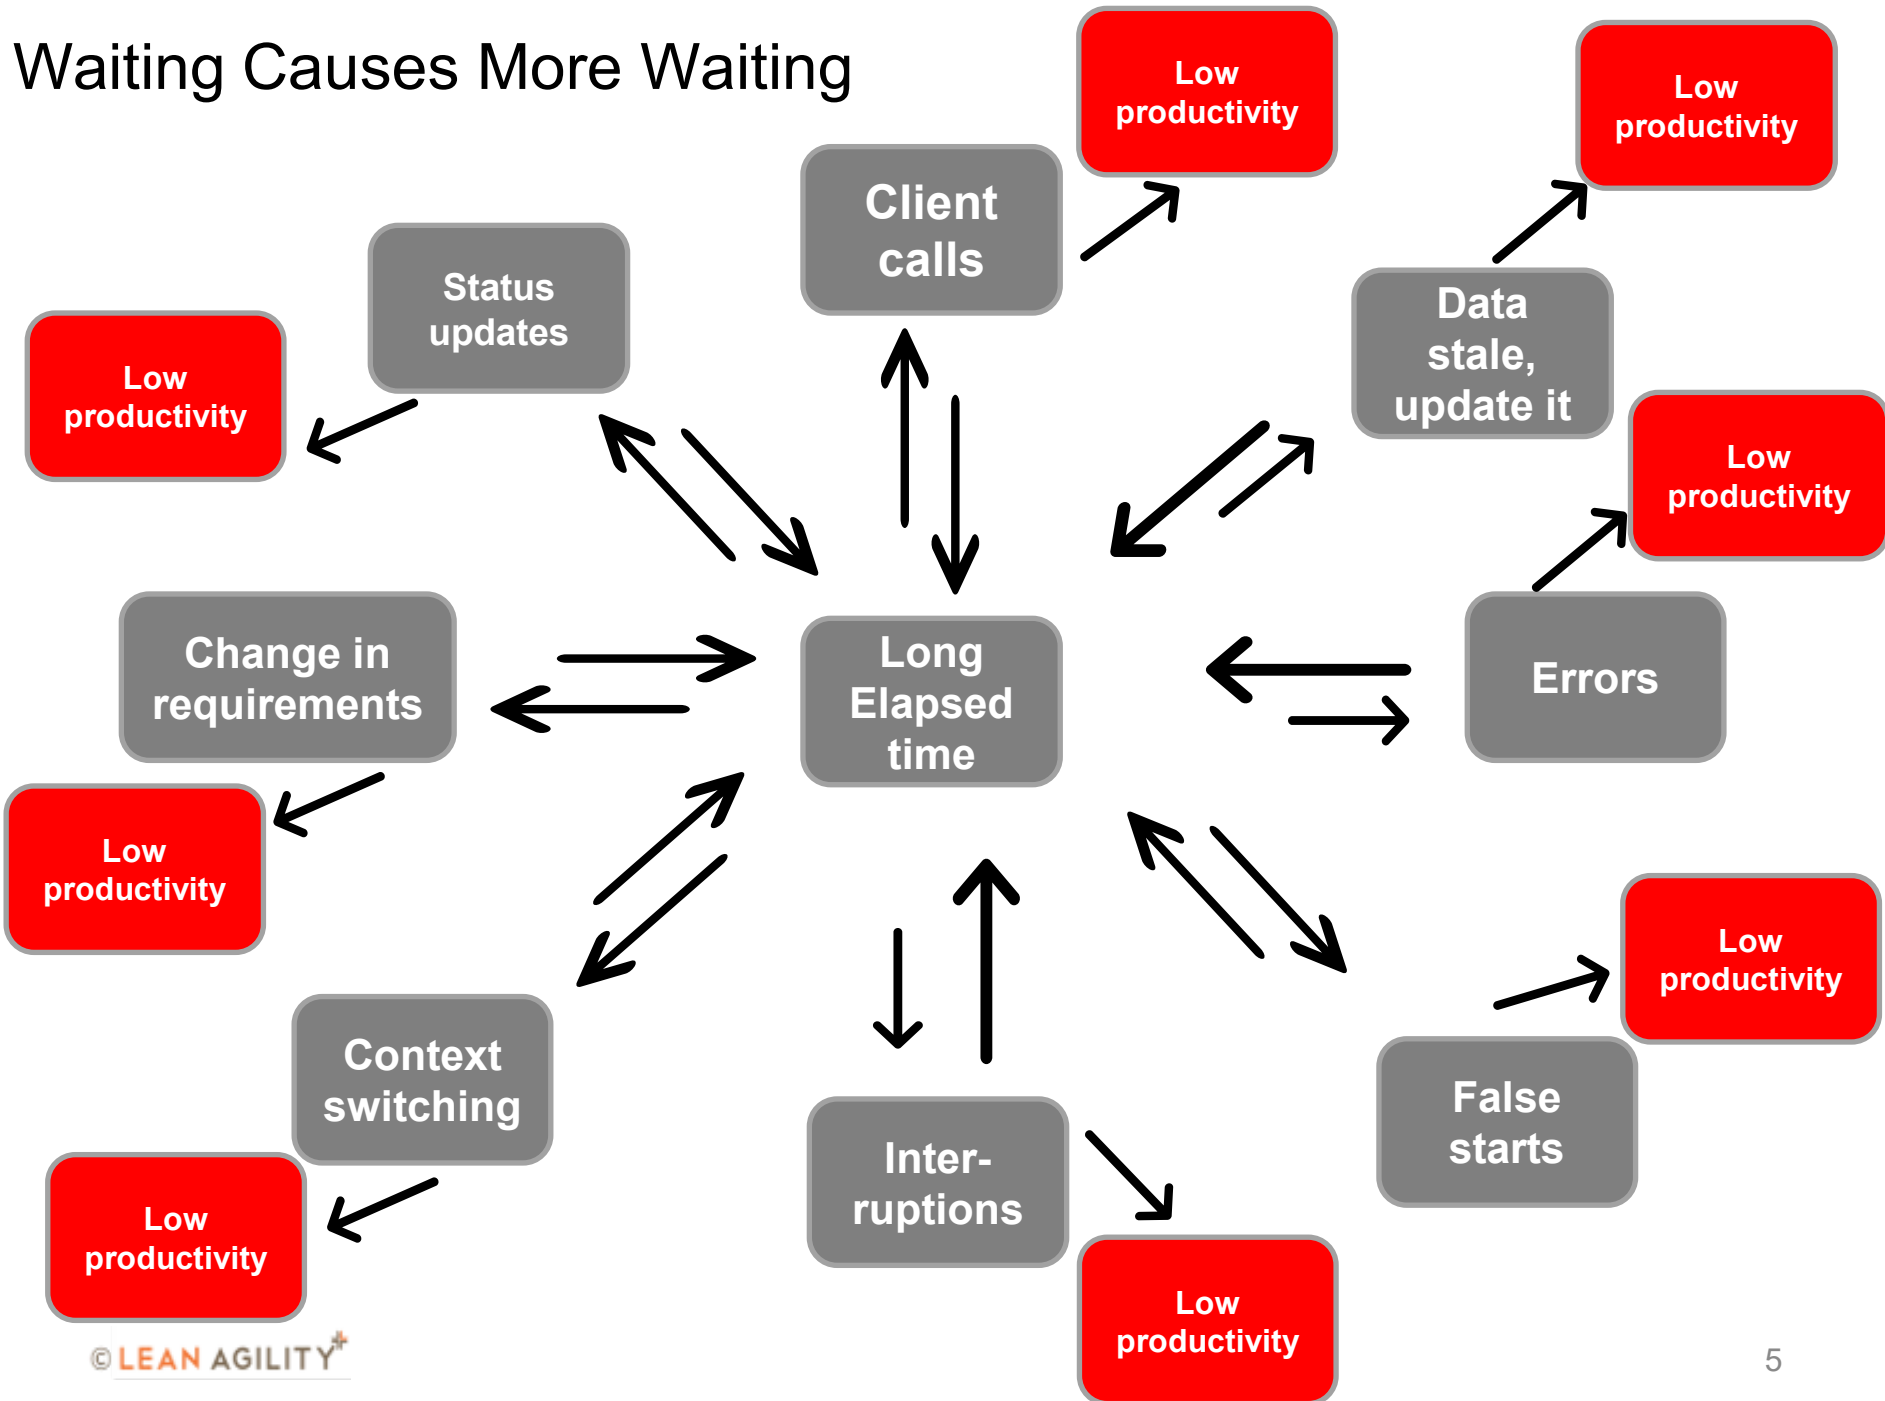 Waiting Causes More Waiting
Low
productivity
Low
productivity
Client
calls
Status
updates
Data
stale,
update it
Low
productivity
Low
productivity
Change in
requirements
Long
Elapsed
time
Errors
Low
productivity
Low
productivity
Context
switching
False
starts
Inter-
ruptions
Low
productivity
Low
productivity
© LEAN AGILITY
5